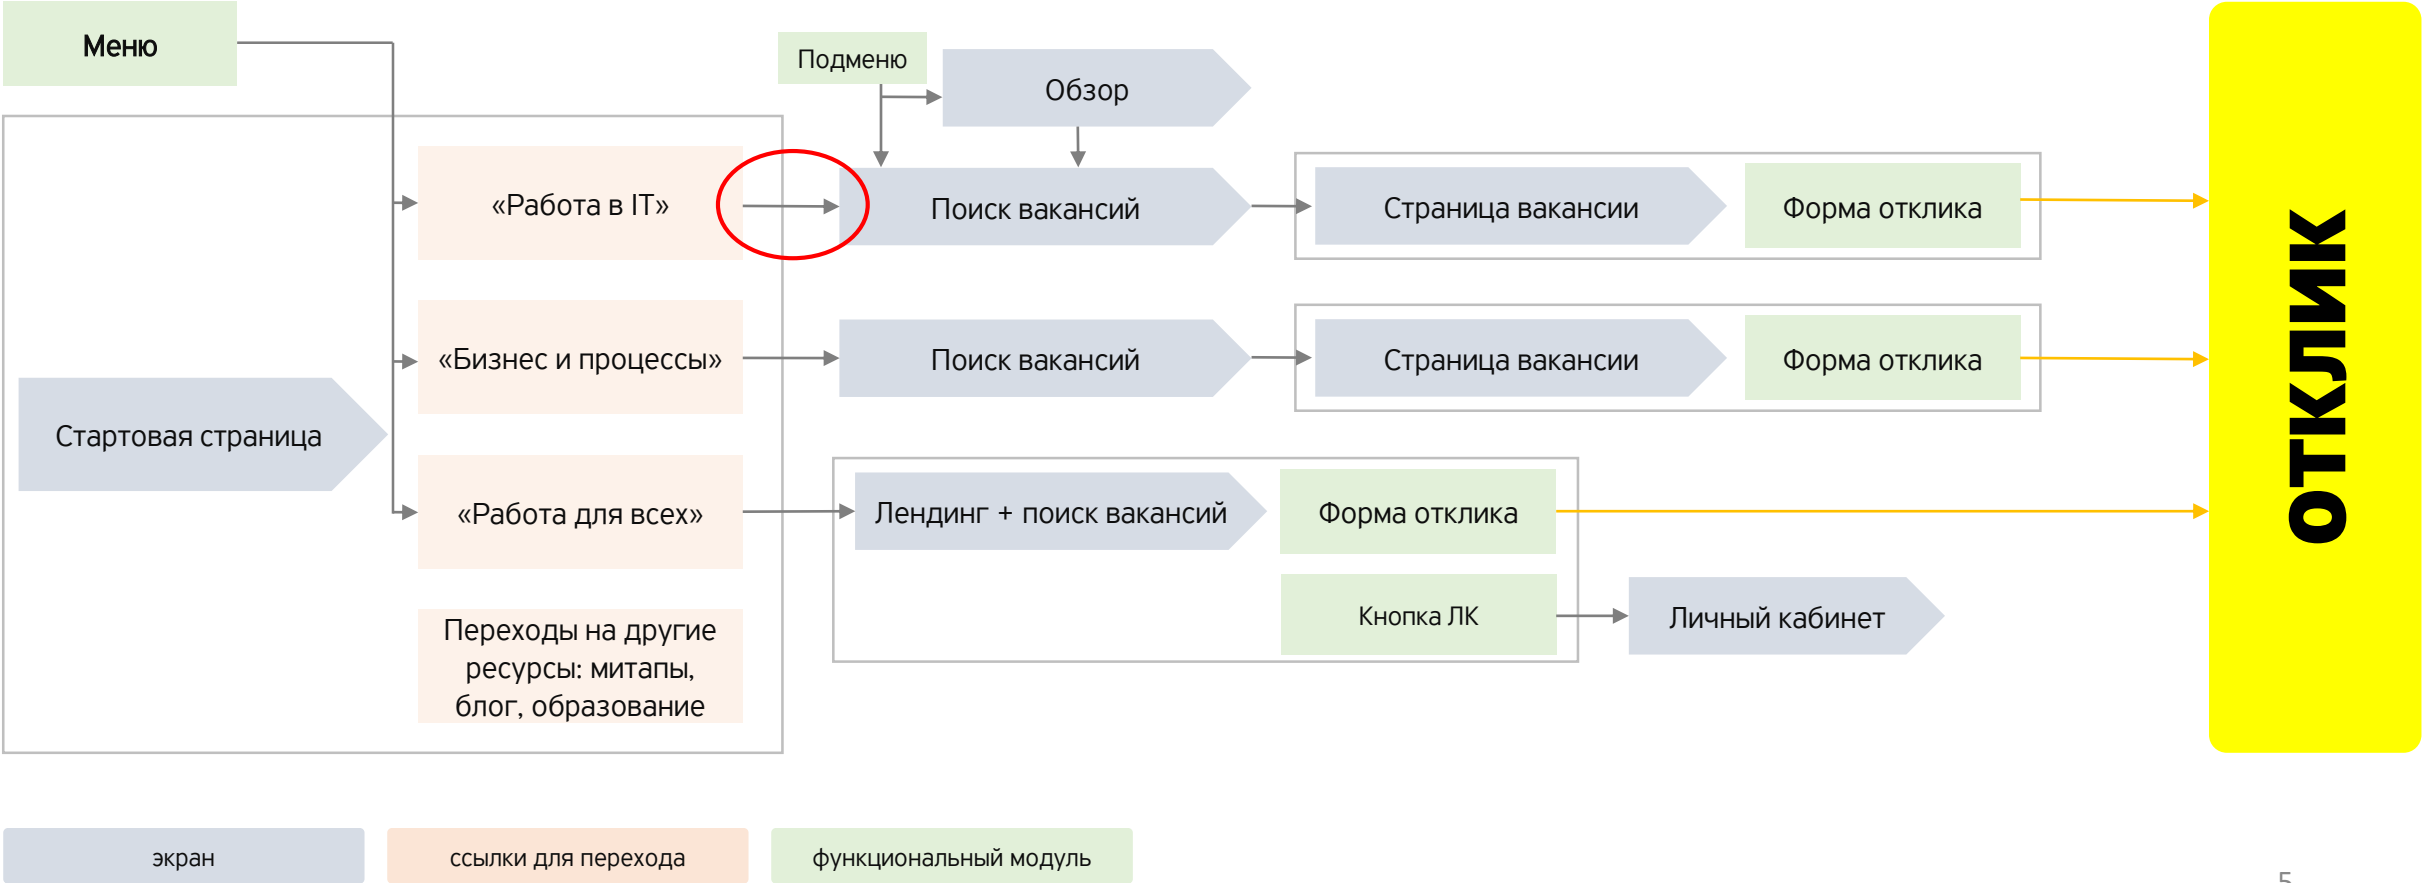 Меню
Подменю
Обзор
«Работа в IT»
Поиск вакансий
Страница вакансии
Форма отклика
«Бизнес и процессы»
Поиск вакансий
Страница вакансии
Форма отклика
Стартовая страница
«Работа для всех»
Лендинг + поиск вакансий
Форма отклика
Кнопка ЛК
Личный кабинет
Переходы на другие
ресурсы: митапы,
блог, образование
ОТКЛИК
экран
ссылки для перехода
функциональный модуль
5